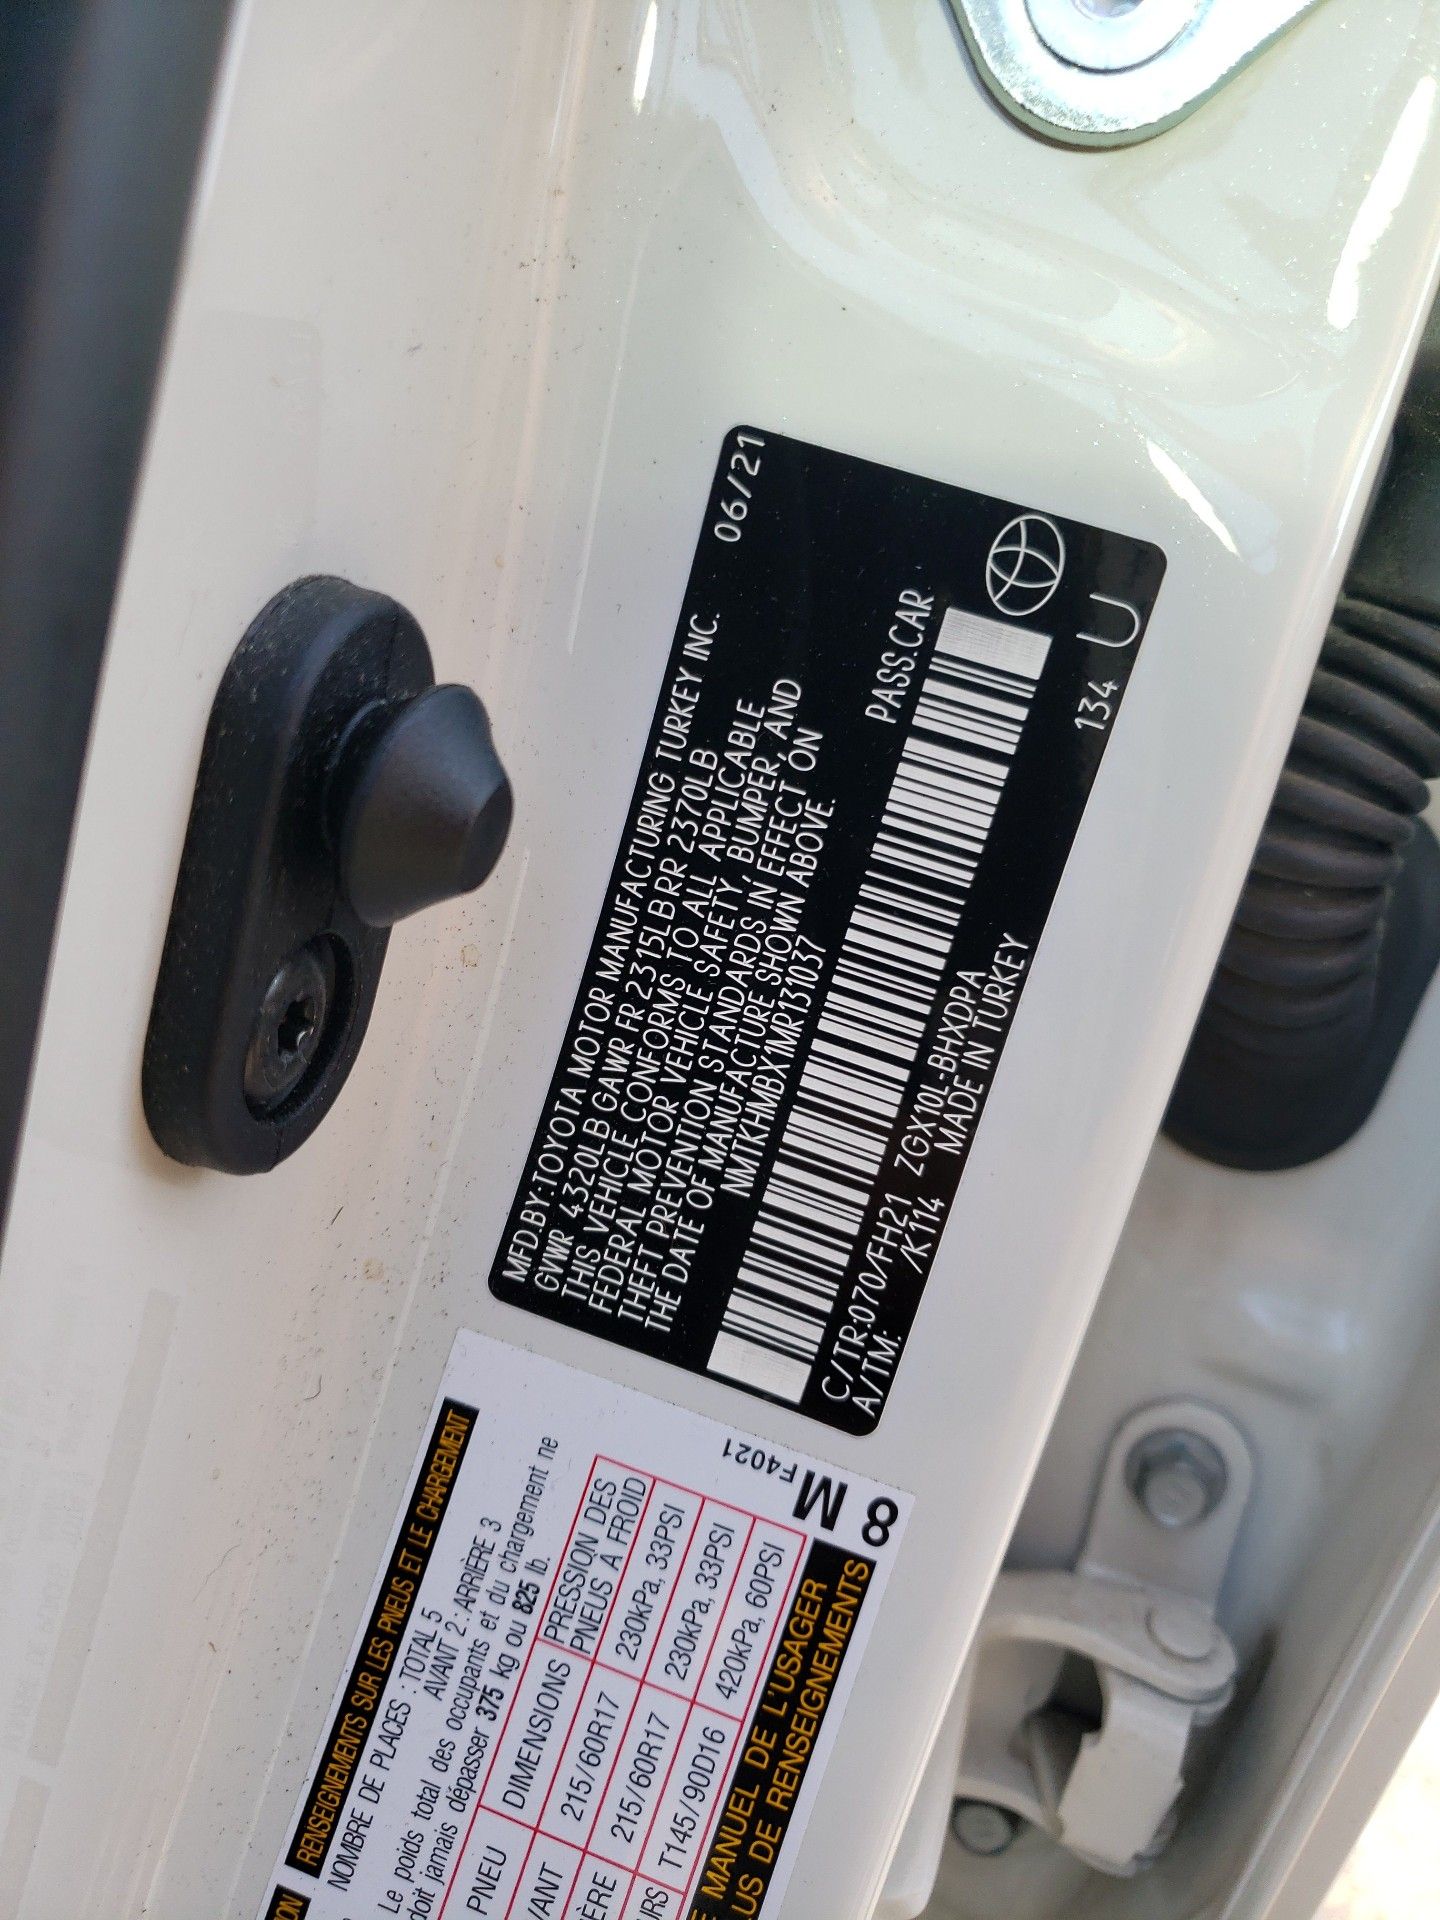 MFD.BY:TOYOTA MOTOR MANUFACTURING TURKEY INC. 06/21
GVWR 4320LB GAWR FR 2315LB RR 2370LB
THIS VEHICLE CONFORMS TO ALL APPLICABLE
FEDERAL MOTOR VEHICLE SAFETY, BUMPER, AND
THEFT PREVENTION STANDARDS IN EFFECT ON
THE DATE OF MANUFACTURE SHOWN ABOVE.
NMTKHMBX1MR131037 PASS.CAR
C/TR:070/FH21 ZGX10L-BHXDPA 134 U
A/TM: /K114 MADE IN TURKEY
RENSEIGNEMENTS SUR LES PNEUS ET LE CHARGEMENT
NOMBRE DE PLACES : TOTAL 5
AVANT 2 : ARRIÈRE 3
Le poids total des occupants et du chargement ne
doit jamais dépasser 375 kg ou 825 lb.
PNEU DIMENSIONS PRESSION DES
PNEUS A FROID
215/60R17 230kPa, 33PSI
215/60R17 230kPa, 33PSI
T145/90D16 420kPa, 60PSI
MANUEL DE L'USAGER
DE RENSEIGNEMENTS
8M
F4021